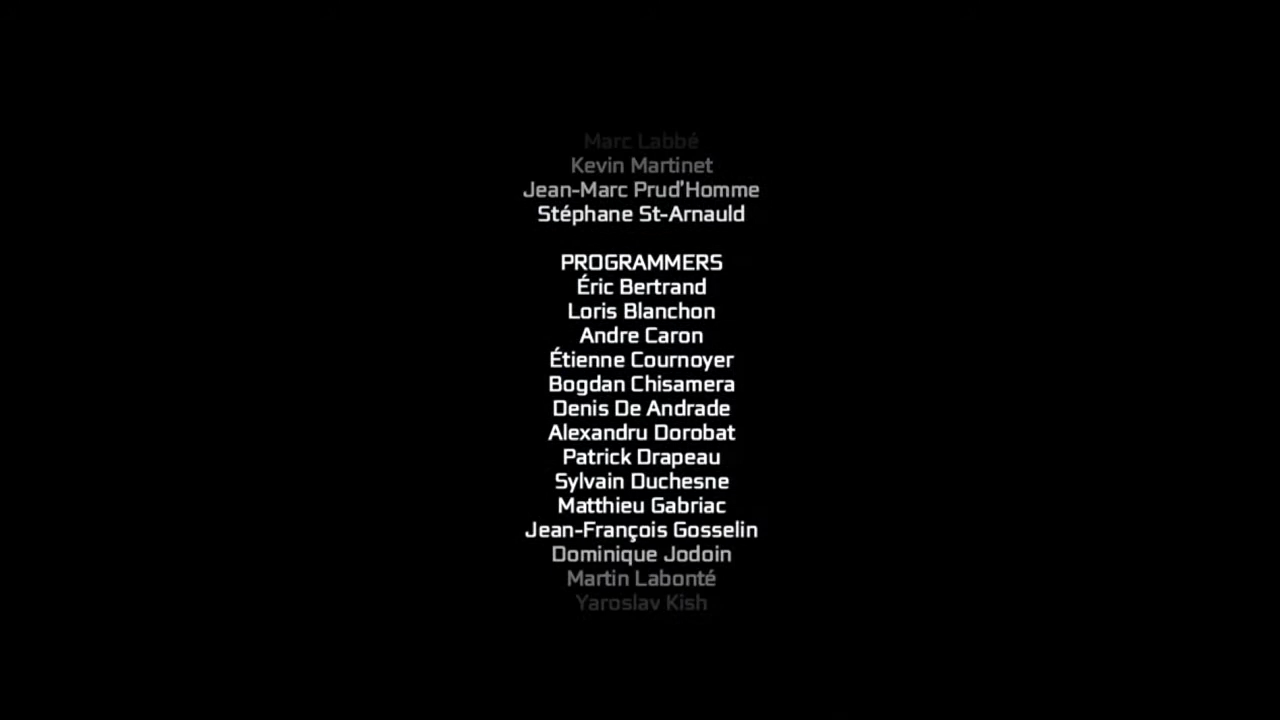 Marc Labbé
Kevin Martinet
Jean-Marc Prud'Homme
Stéphane St-Arnauld
PROGRAMMERS
Éric Bertrand
Loris Blanchon
Andre Caron
Étienne Cournoyer
Bogdan Chisamera
Denis De Andrade
Alexandru Dorobat
Patrick Drapeau
Sylvain Duchesne
Matthieu Gabriac
Jean-François Gosselin
Dominique Jodoin
Martin Labonté
Yaroslav Kish